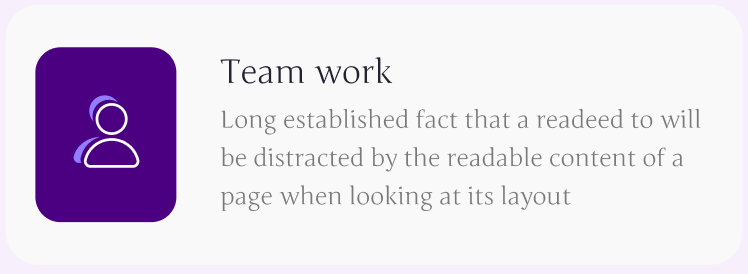 Team work
Long established fact that a readeed to will
be distracted by the readable content of a
page when looking at its layout